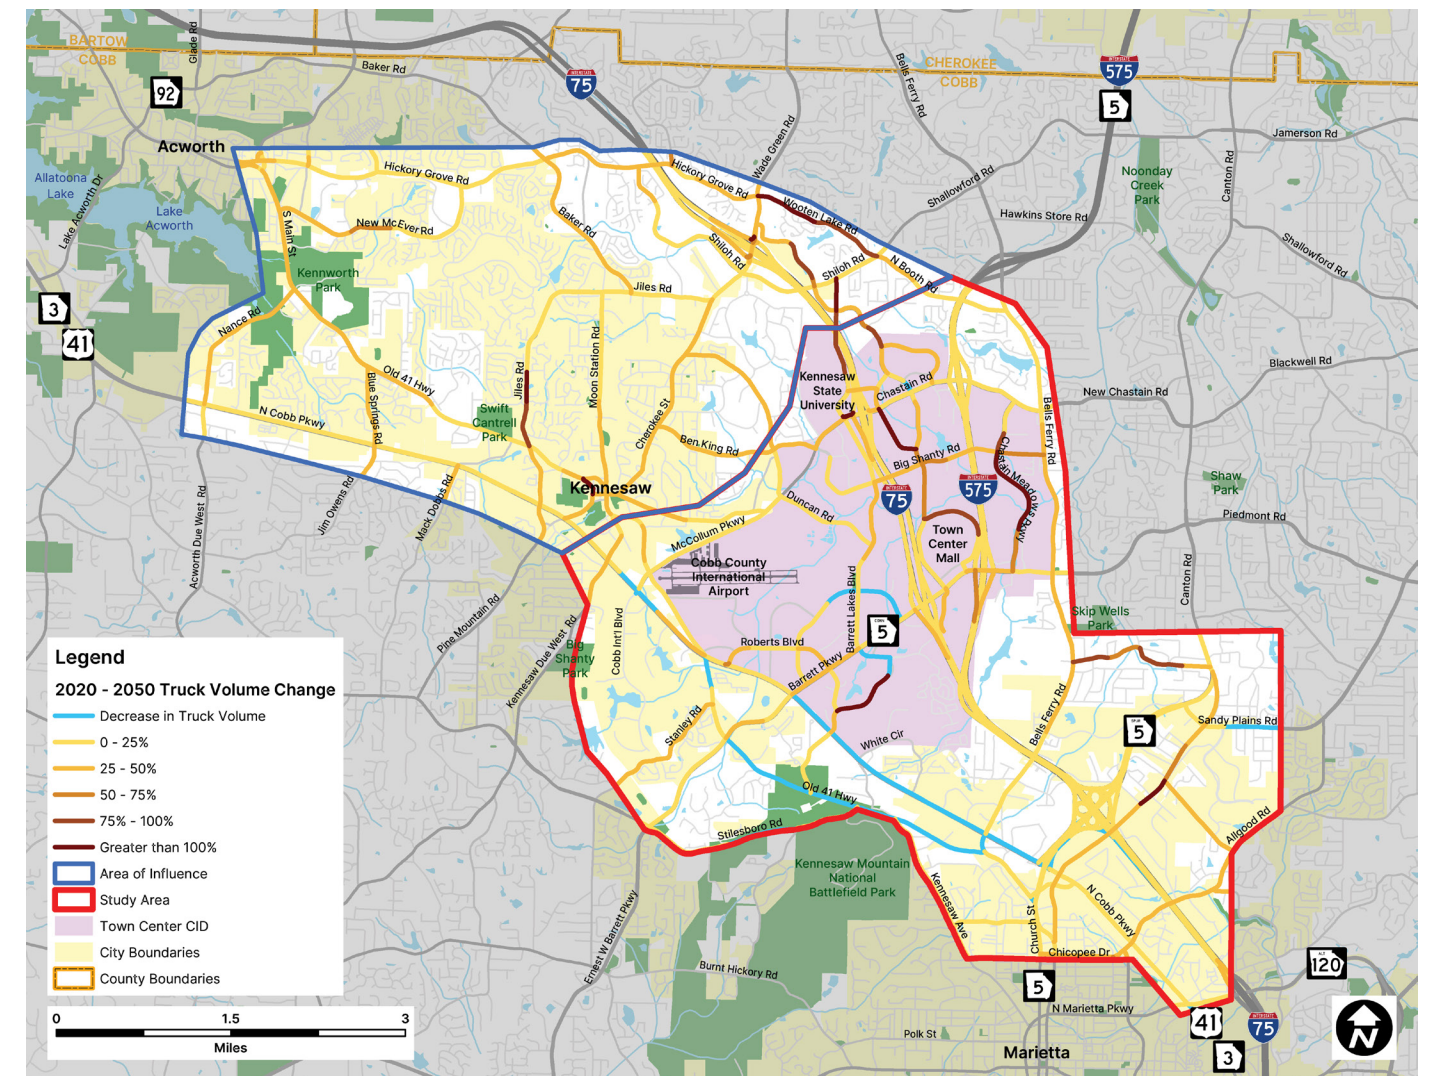 BARTOW
COBB
Glade Rd
Baker Rd
92
INTERSTATE
75
Bells Ferry Rd
CHEROKEE
COBB
INTERSTATE
575
5
Jamerson Rd
Acworth
Wade Green Rd
Allatoona
Lake
Lake Acworth Dr
Lake
Acworth
Hickory Grove Rd
Hickory Grove Rd
Shallowford Rd
Noonday
Creek
Park
Canton Rd
S Main St
New McEver Rd
Baker Rd
Wooten Lake Rd
Hawkins Store Rd
Shiloh Rd
Shiloh Rd
N Booth Rd
Shallowford Rd
Kennworth
Park
Jiles Rd
3
41
Nance Rd
Moon Station Rd
Jiles Rd
Old 41 Hwy
Blue Springs Rd
Blackwell Rd
Kennesaw
State
University
Chastain Rd
New Chastain Rd
N Cobb Pkwy
Swift
Cantrell
Park
Cherokee St
Ben King Rd
Bells Ferry Rd
Big Shanty Rd
Chastain Meadows Pkwy
Shaw
Park
Kennesaw
INTERSTATE
75
INTERSTATE
575
Acworth Due West Rd
Jim Owens Rd
Mack Dobbs Rd
Duncan Rd
McCollum Pkwy
Piedmont Rd
Town
Center
Mall
Cobb County
International
Airport
Canton Rd
Pine Mountain Rd
Kennesaw Due West Rd
Cobb Int'l Blvd
Barrett Lakes Blvd
Skip Wells
Park
5
Big
Shanty
Park
Roberts Blvd
Barrett Pkwy
Stanley Rd
White Cir
Bells Ferry Rd
5
Sandy Plains Rd
Old 41 Hwy
Stilesboro Rd
Allgood Rd
Kennesaw Mountain
National
Battlefield Park
Kennesaw Ave
Church St
N Cobb Pkwy
Ernest W Barrett Pkwy
Burnt Hickory Rd
Chicopee Dr
120
5
N Marietta Pkwy
Polk St
Marietta
41
INTERSTATE
75
3
N
Legend
2020 - 2050 Truck Volume Change
Decrease in Truck Volume
0 - 25%
25 - 50%
50 - 75%
75% - 100%
Greater than 100%
Area of Influence
Study Area
Town Center CID
City Boundaries
County Boundaries
0 1.5 3
Miles